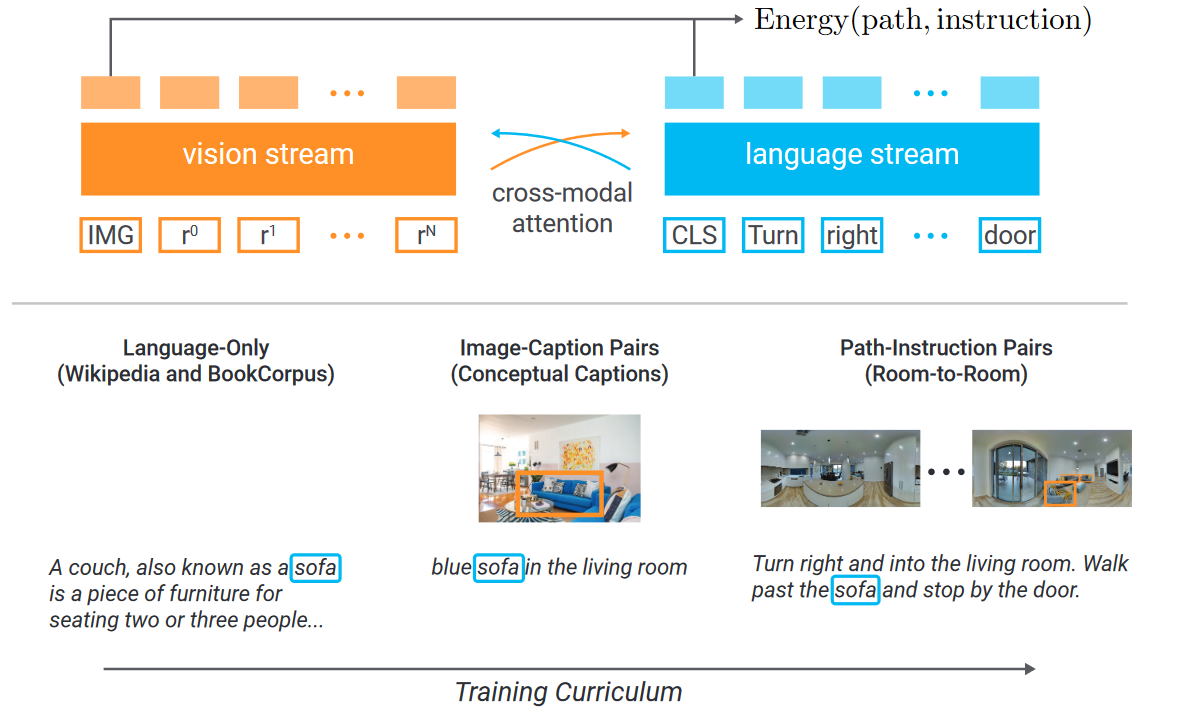 Energy(path, instruction)
vision stream
language stream
cross-modal
attention
IMG r⁰ r¹ ... rᴺ
CLS Turn right ... door
Language-Only
(Wikipedia and BookCorpus)
Image-Caption Pairs
(Conceptual Captions)
Path-Instruction Pairs
(Room-to-Room)
...
A couch, also known as a sofa
is a piece of furniture for
seating two or three people...
blue sofa in the living room
Turn right and into the living room. Walk
past the sofa and stop by the door.
Training Curriculum